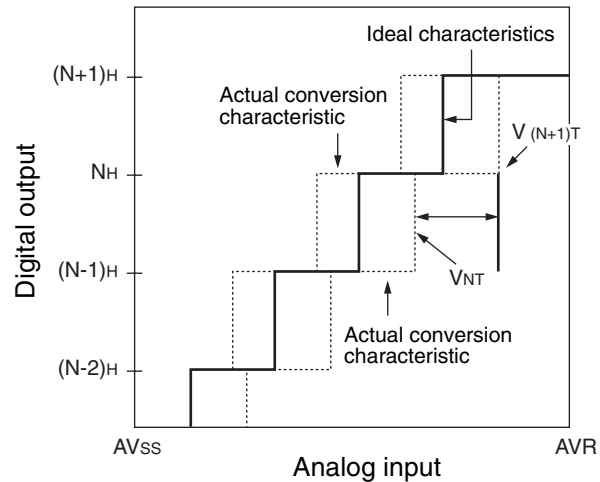 Ideal characteristics
(N+1)H
Actual conversion
characteristic
V (N+1)T
NH
Digital output
(N-1)H
VNT
Actual conversion
characteristic
(N-2)H
AVSS
AVR
Analog input